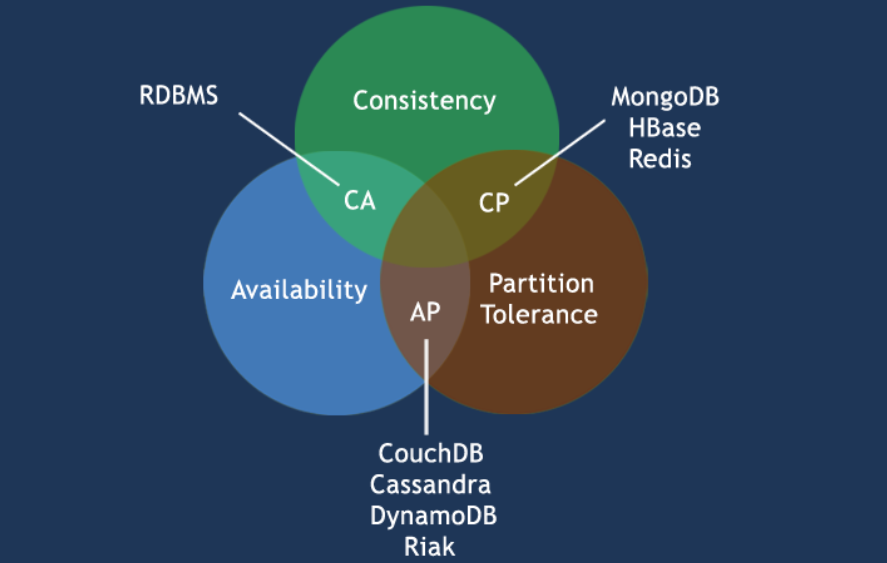 RDBMS
Consistency
MongoDB
HBase
Redis
CA
CP
Availability
Partition
Tolerance
AP
CouchDB
Cassandra
DynamoDB
Riak